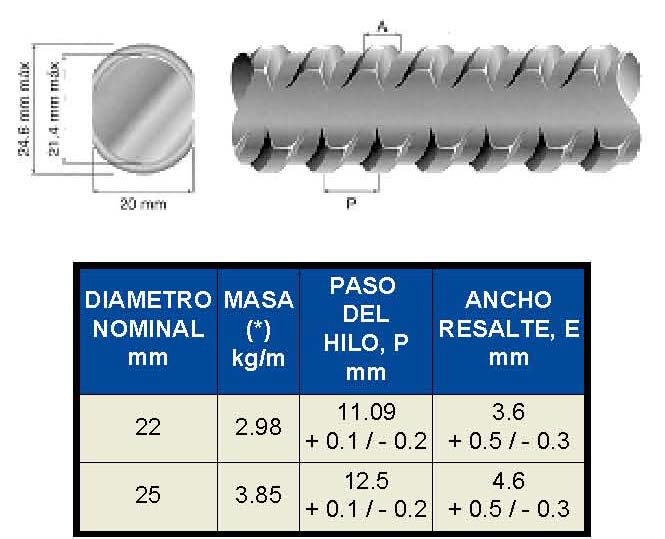 A
24.6 mm máx
21.4 mm máx
20 mm
P
DIAMETRO NOMINAL mm
MASA (*) kg/m
PASO DEL HILO, P mm
ANCHO RESALTE, E mm
22
2.98
11.09
+ 0.1 / - 0.2
3.6
+ 0.5 / - 0.3
25
3.85
12.5
+ 0.1 / - 0.2
4.6
+ 0.5 / - 0.3